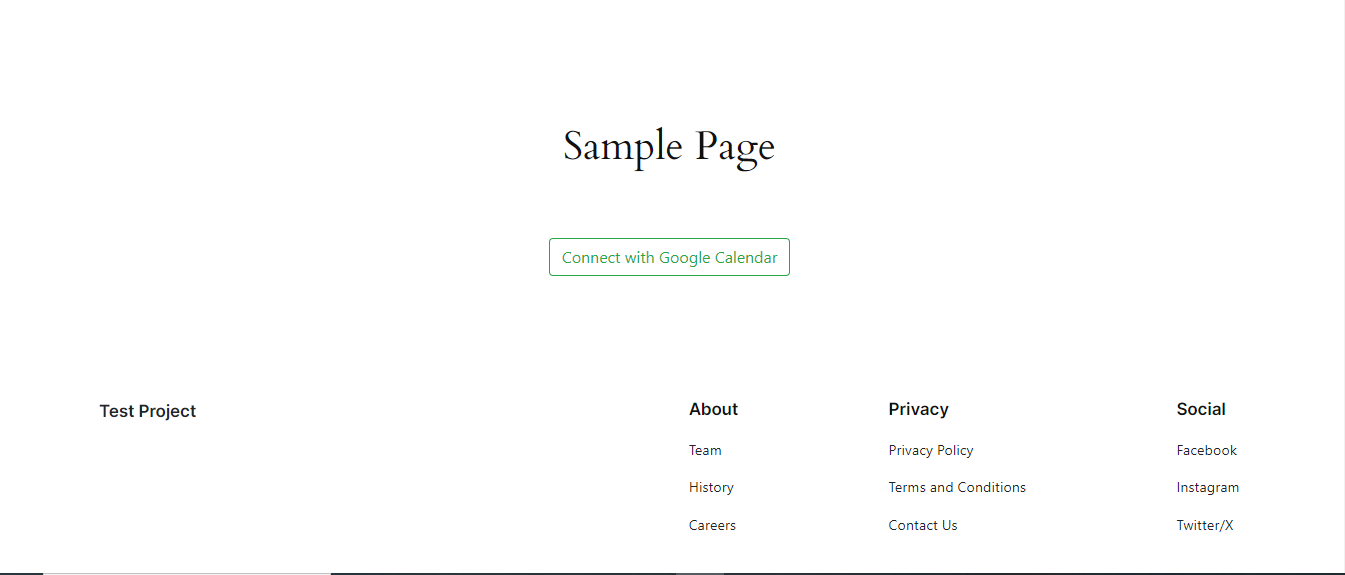 Sample Page
Connect with Google Calendar
Test Project
About
Team
History
Careers
Privacy
Privacy Policy
Terms and Conditions
Contact Us
Social
Facebook
Instagram
Twitter/X